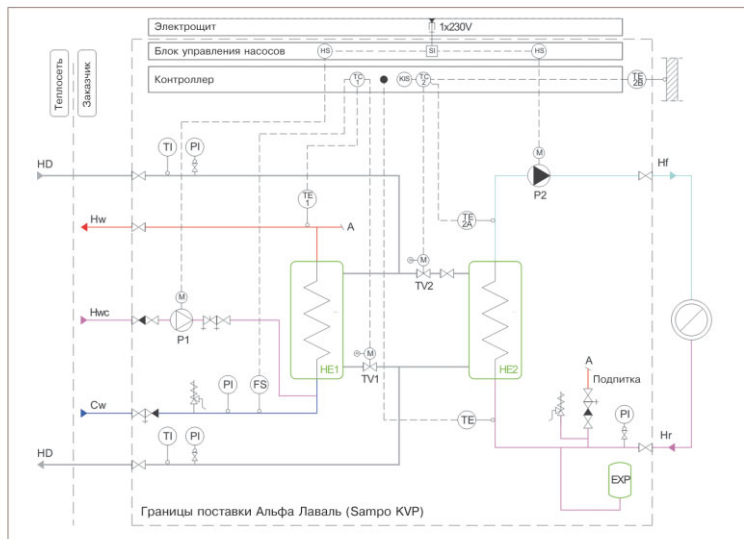 Электрощит
1x230V
Блок управления насосов
HS
SI
HS
Контроллер
TC 1
KIS
TC 2
TE 2B
Теплосеть
Заказчик
TI
PI
M
HD
P2
Hf
TE 1
TE 2A
Hw
A
M
TV2
M
Hwc
P1
HE1
M
TV1
HE2
A
Подпитка
PI
FS
TE
PI
Cw
TI
PI
Hr
HD
EXP
Границы поставки Альфа Лаваль (Sampo KVP)